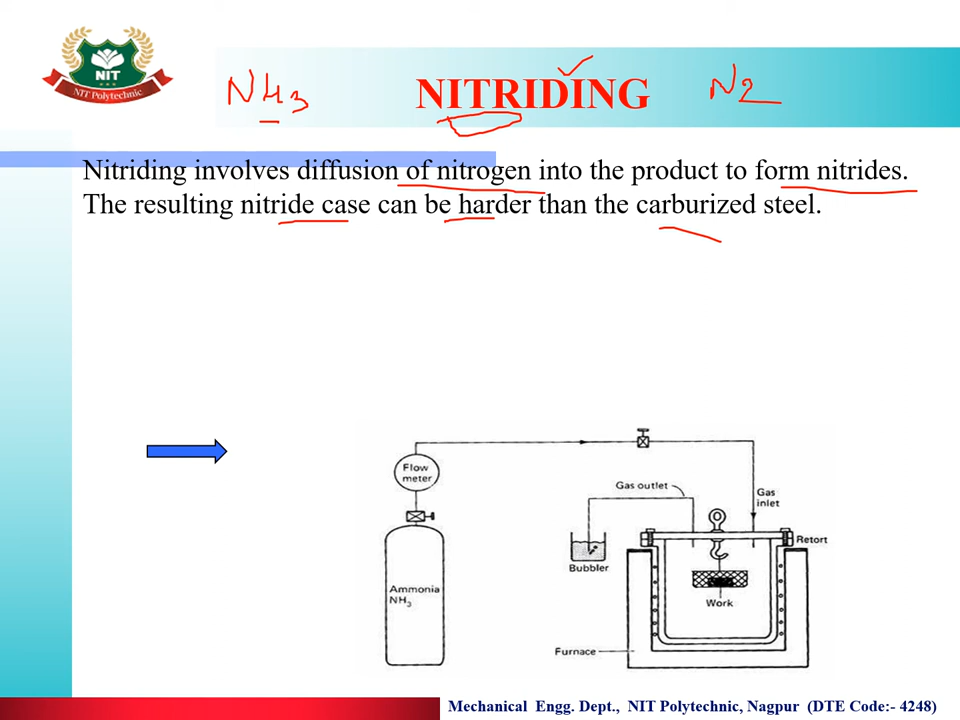 NIT
NIT Polytechnic
NH3
NITRIDING
N2
Nitriding involves diffusion of nitrogen into the product to form nitrides.
The resulting nitride case can be harder than the carburized steel.
Flow
meter
Gas outlet
Gas
inlet
Retort
Bubbler
Ammonia
NH3
Work
Furnace
Mechanical Engg. Dept., NIT Polytechnic, Nagpur (DTE Code:- 4248)